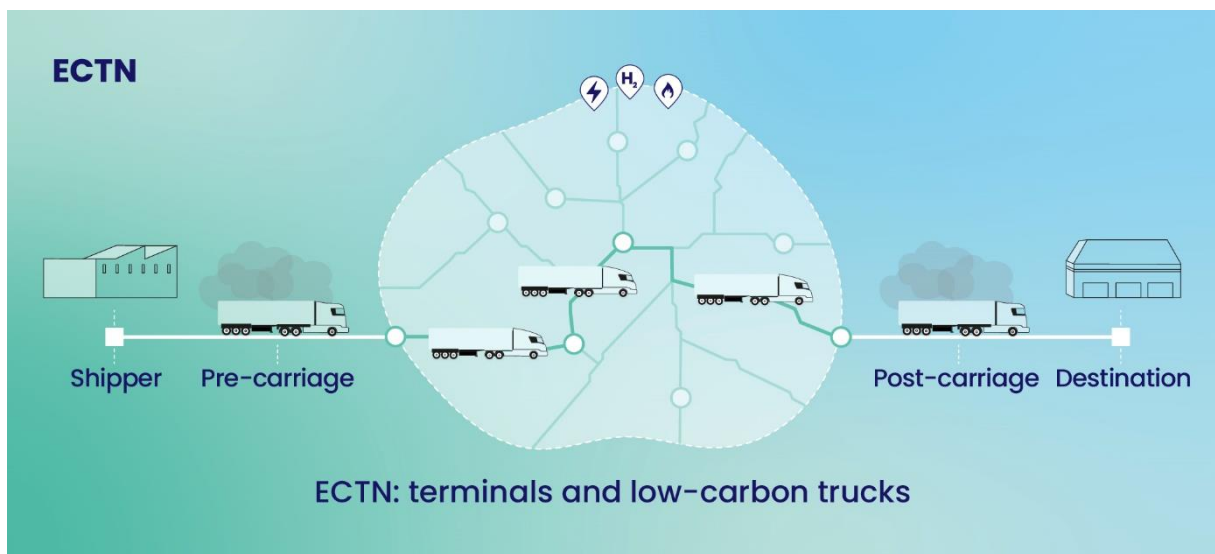 ECTN
H₂
Shipper
Pre-carriage
Post-carriage
Destination
ECTN: terminals and low-carbon trucks